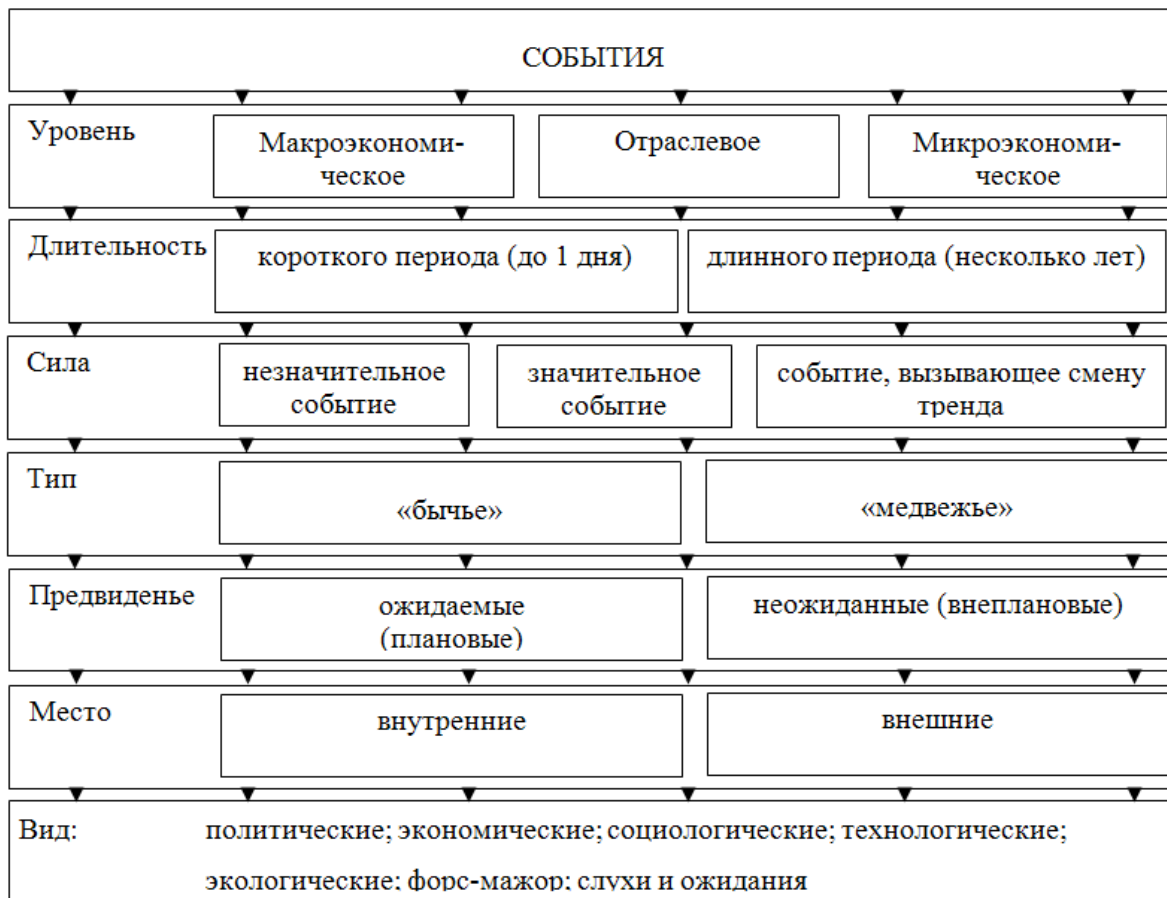 СОБЫТИЯ
Уровень
Макроэкономи-
ческое
Отраслевое
Микроэкономи-
ческое
Длительность
короткого периода (до 1 дня)
длинного периода (несколько лет)
Сила
незначительное
событие
значительное
событие
событие, вызывающее смену
тренда
Тип
«бычье»
«медвежье»
Предвиденье
ожидаемые
(плановые)
неожиданные (внеплановые)
Место
внутренние
внешние
Вид: политические; экономические; социологические; технологические;
экологические; форс-мажор; слухи и ожидания